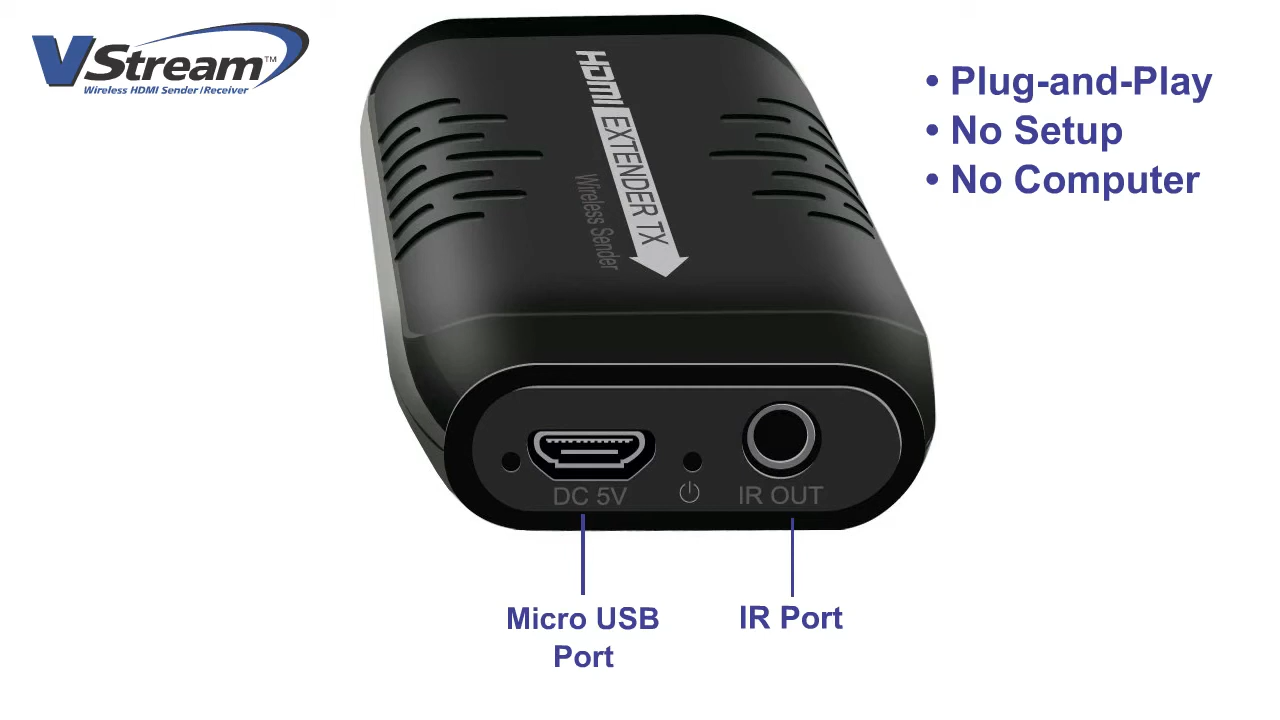 VStream™
Wireless HDMI Sender/Receiver
• Plug-and-Play
• No Setup
• No Computer
HDMI EXTENDER TX
Wireless Sender
DC 5V
IR OUT
Micro USB
Port
IR Port